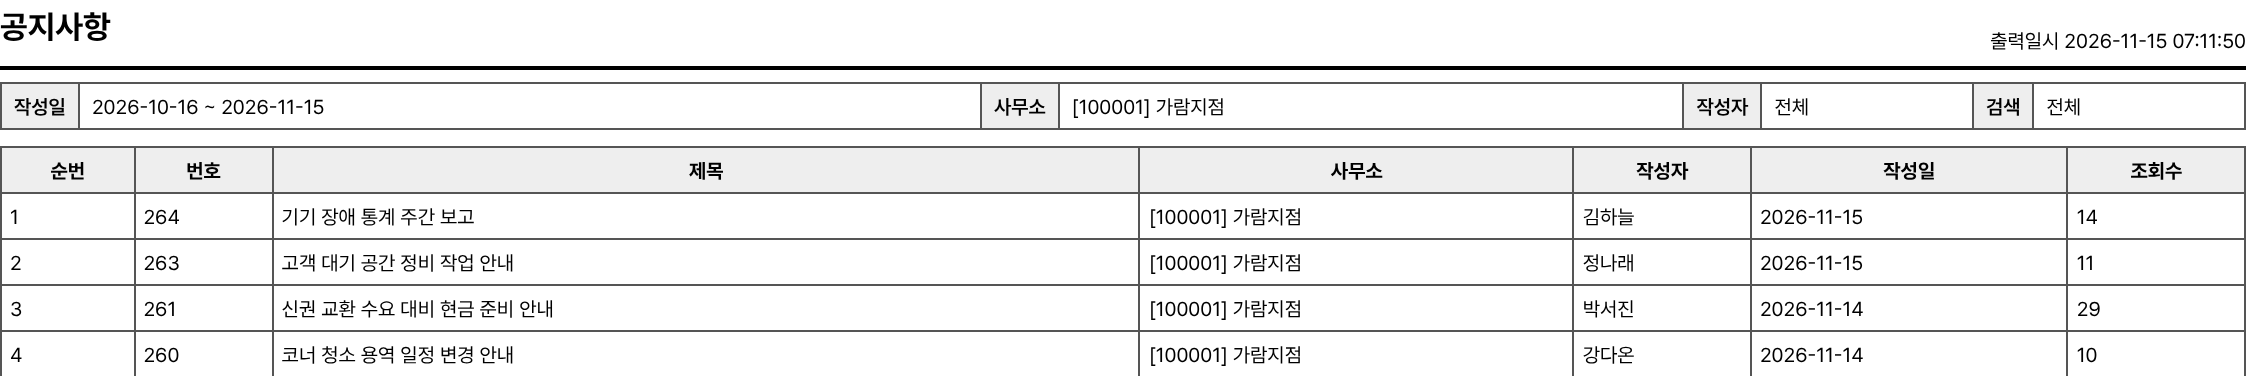 공지사항
출력일시 2026-11-15 07:11:50
작성일 2026-10-16 ~ 2026-11-15 사무소 [100001] 가람지점 작성자 전체 검색 전체
순번 번호 제목 사무소 작성자 작성일 조회수
1 264 기기 장애 통계 주간 보고 [100001] 가람지점 김하늘 2026-11-15 14
2 263 고객 대기 공간 정비 작업 안내 [100001] 가람지점 정나래 2026-11-15 11
3 261 신권 교환 수요 대비 현금 준비 안내 [100001] 가람지점 박서진 2026-11-14 29
4 260 코너 청소 용역 일정 변경 안내 [100001] 가람지점 강다온 2026-11-14 10